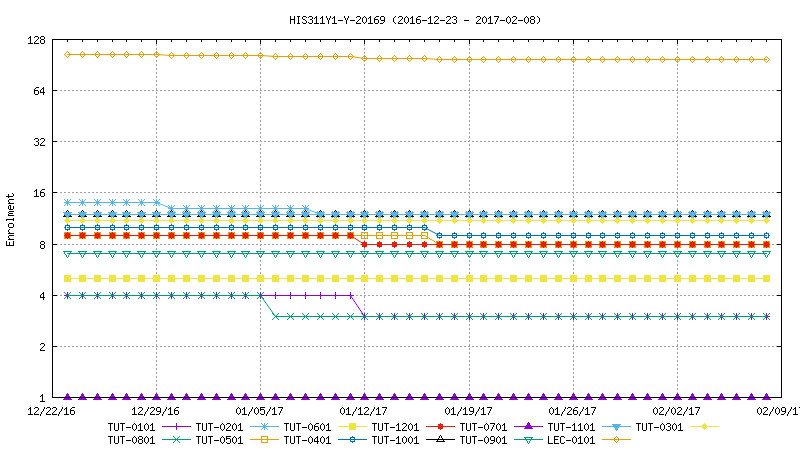 HIS311Y1-Y-20169 (2016-12-23 - 2017-02-08)
128
64
32
16
8
4
2
1
Enrolment
12/22/16 12/29/16 01/05/17 01/12/17 01/19/17 01/26/17 02/02/17 02/09/17
TUT-0101 TUT-0201 TUT-0601 TUT-1201 TUT-0701 TUT-1101 TUT-0301
TUT-0801 TUT-0501 TUT-0401 TUT-1001 TUT-0901 LEC-0101